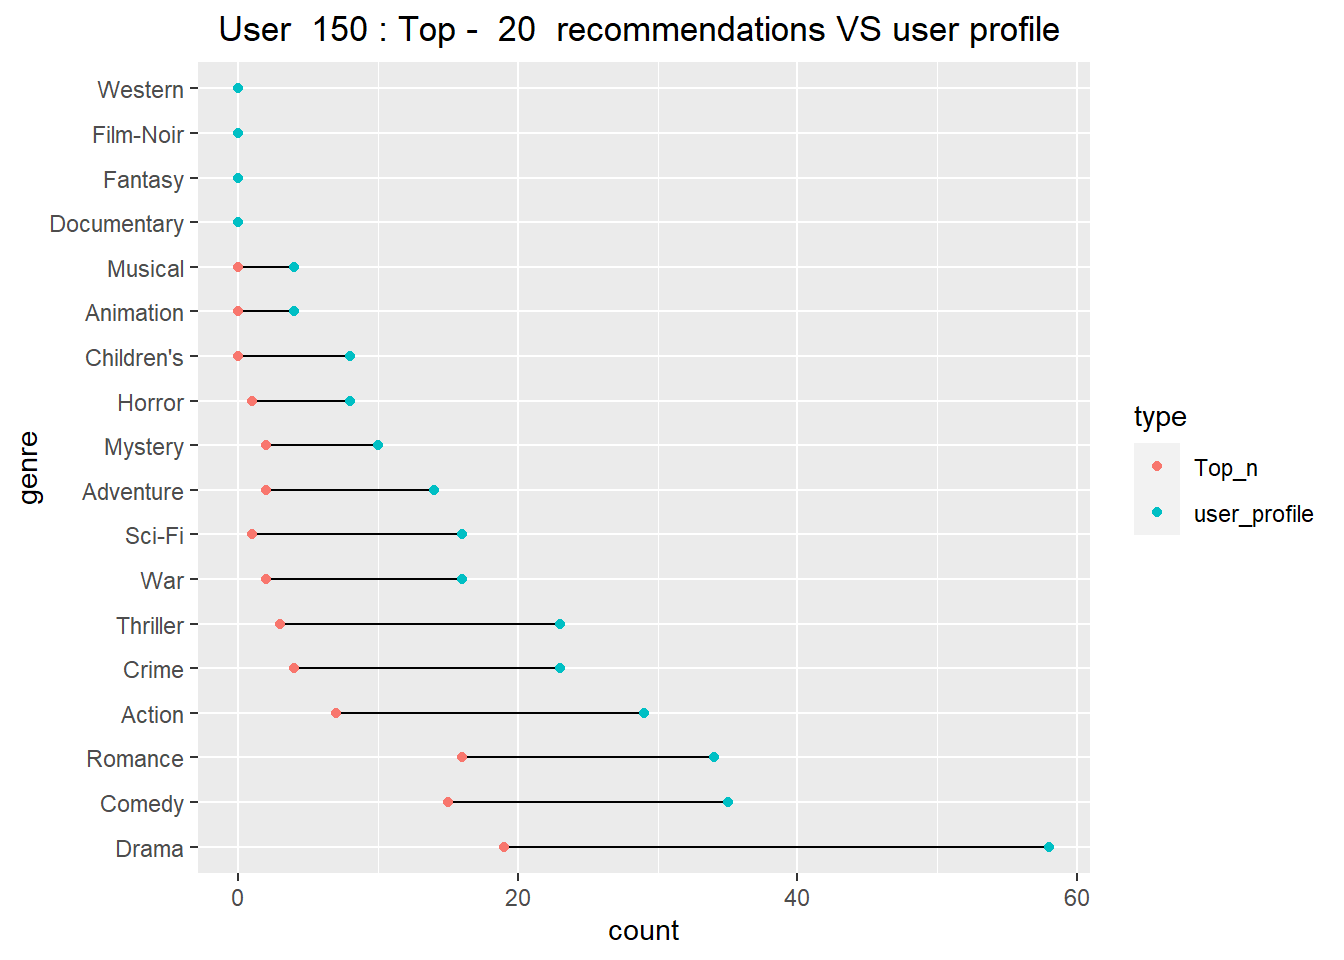 User  150 : Top -  20  recommendations VS user profile
Western
Film-Noir
Fantasy
Documentary
Musical
Animation
Children's
Horror
Mystery
Adventure
Sci-Fi
War
Thriller
Crime
Action
Romance
Comedy
Drama
genre
0 20 40 60
count
type
Top_n
user_profile